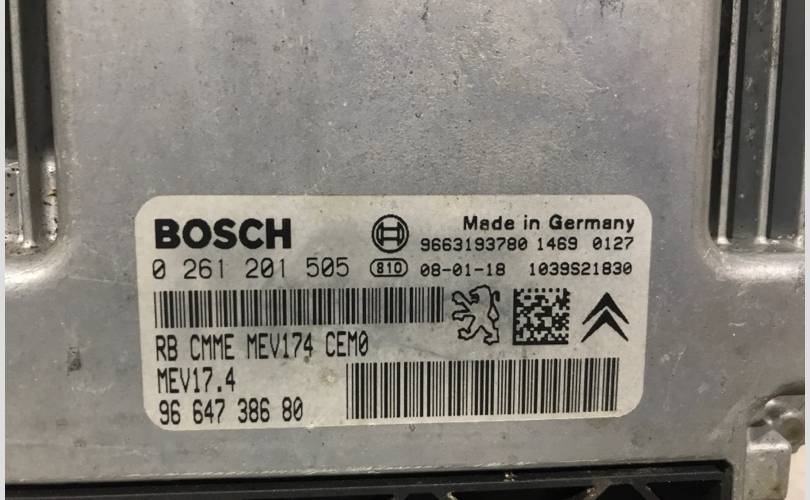 BOSCH
Made in Germany
9663193780 1469 0127
0 261 201 505 810 08-01-18 1039S21830
RB CMME MEV174 CEM0
MEV17.4
96 647 386 80